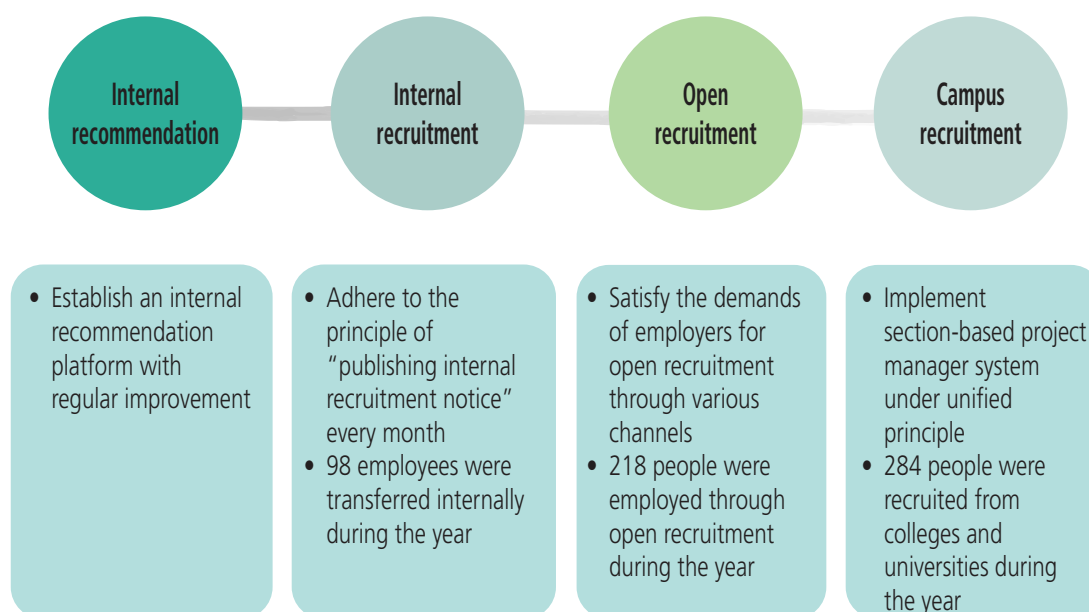 Internal
recommendation
Internal
recruitment
Open
recruitment
Campus
recruitment
• Establish an internal
recommendation
platform with
regular improvement
• Adhere to the
principle of
“publishing internal
recruitment notice”
every month
• 98 employees were
transferred internally
during the year
• Satisfy the demands
of employers for
open recruitment
through various
channels
• 218 people were
employed through
open recruitment
during the year
• Implement
section-based project
manager system
under unified
principle
• 284 people were
recruited from
colleges and
universities during
the year